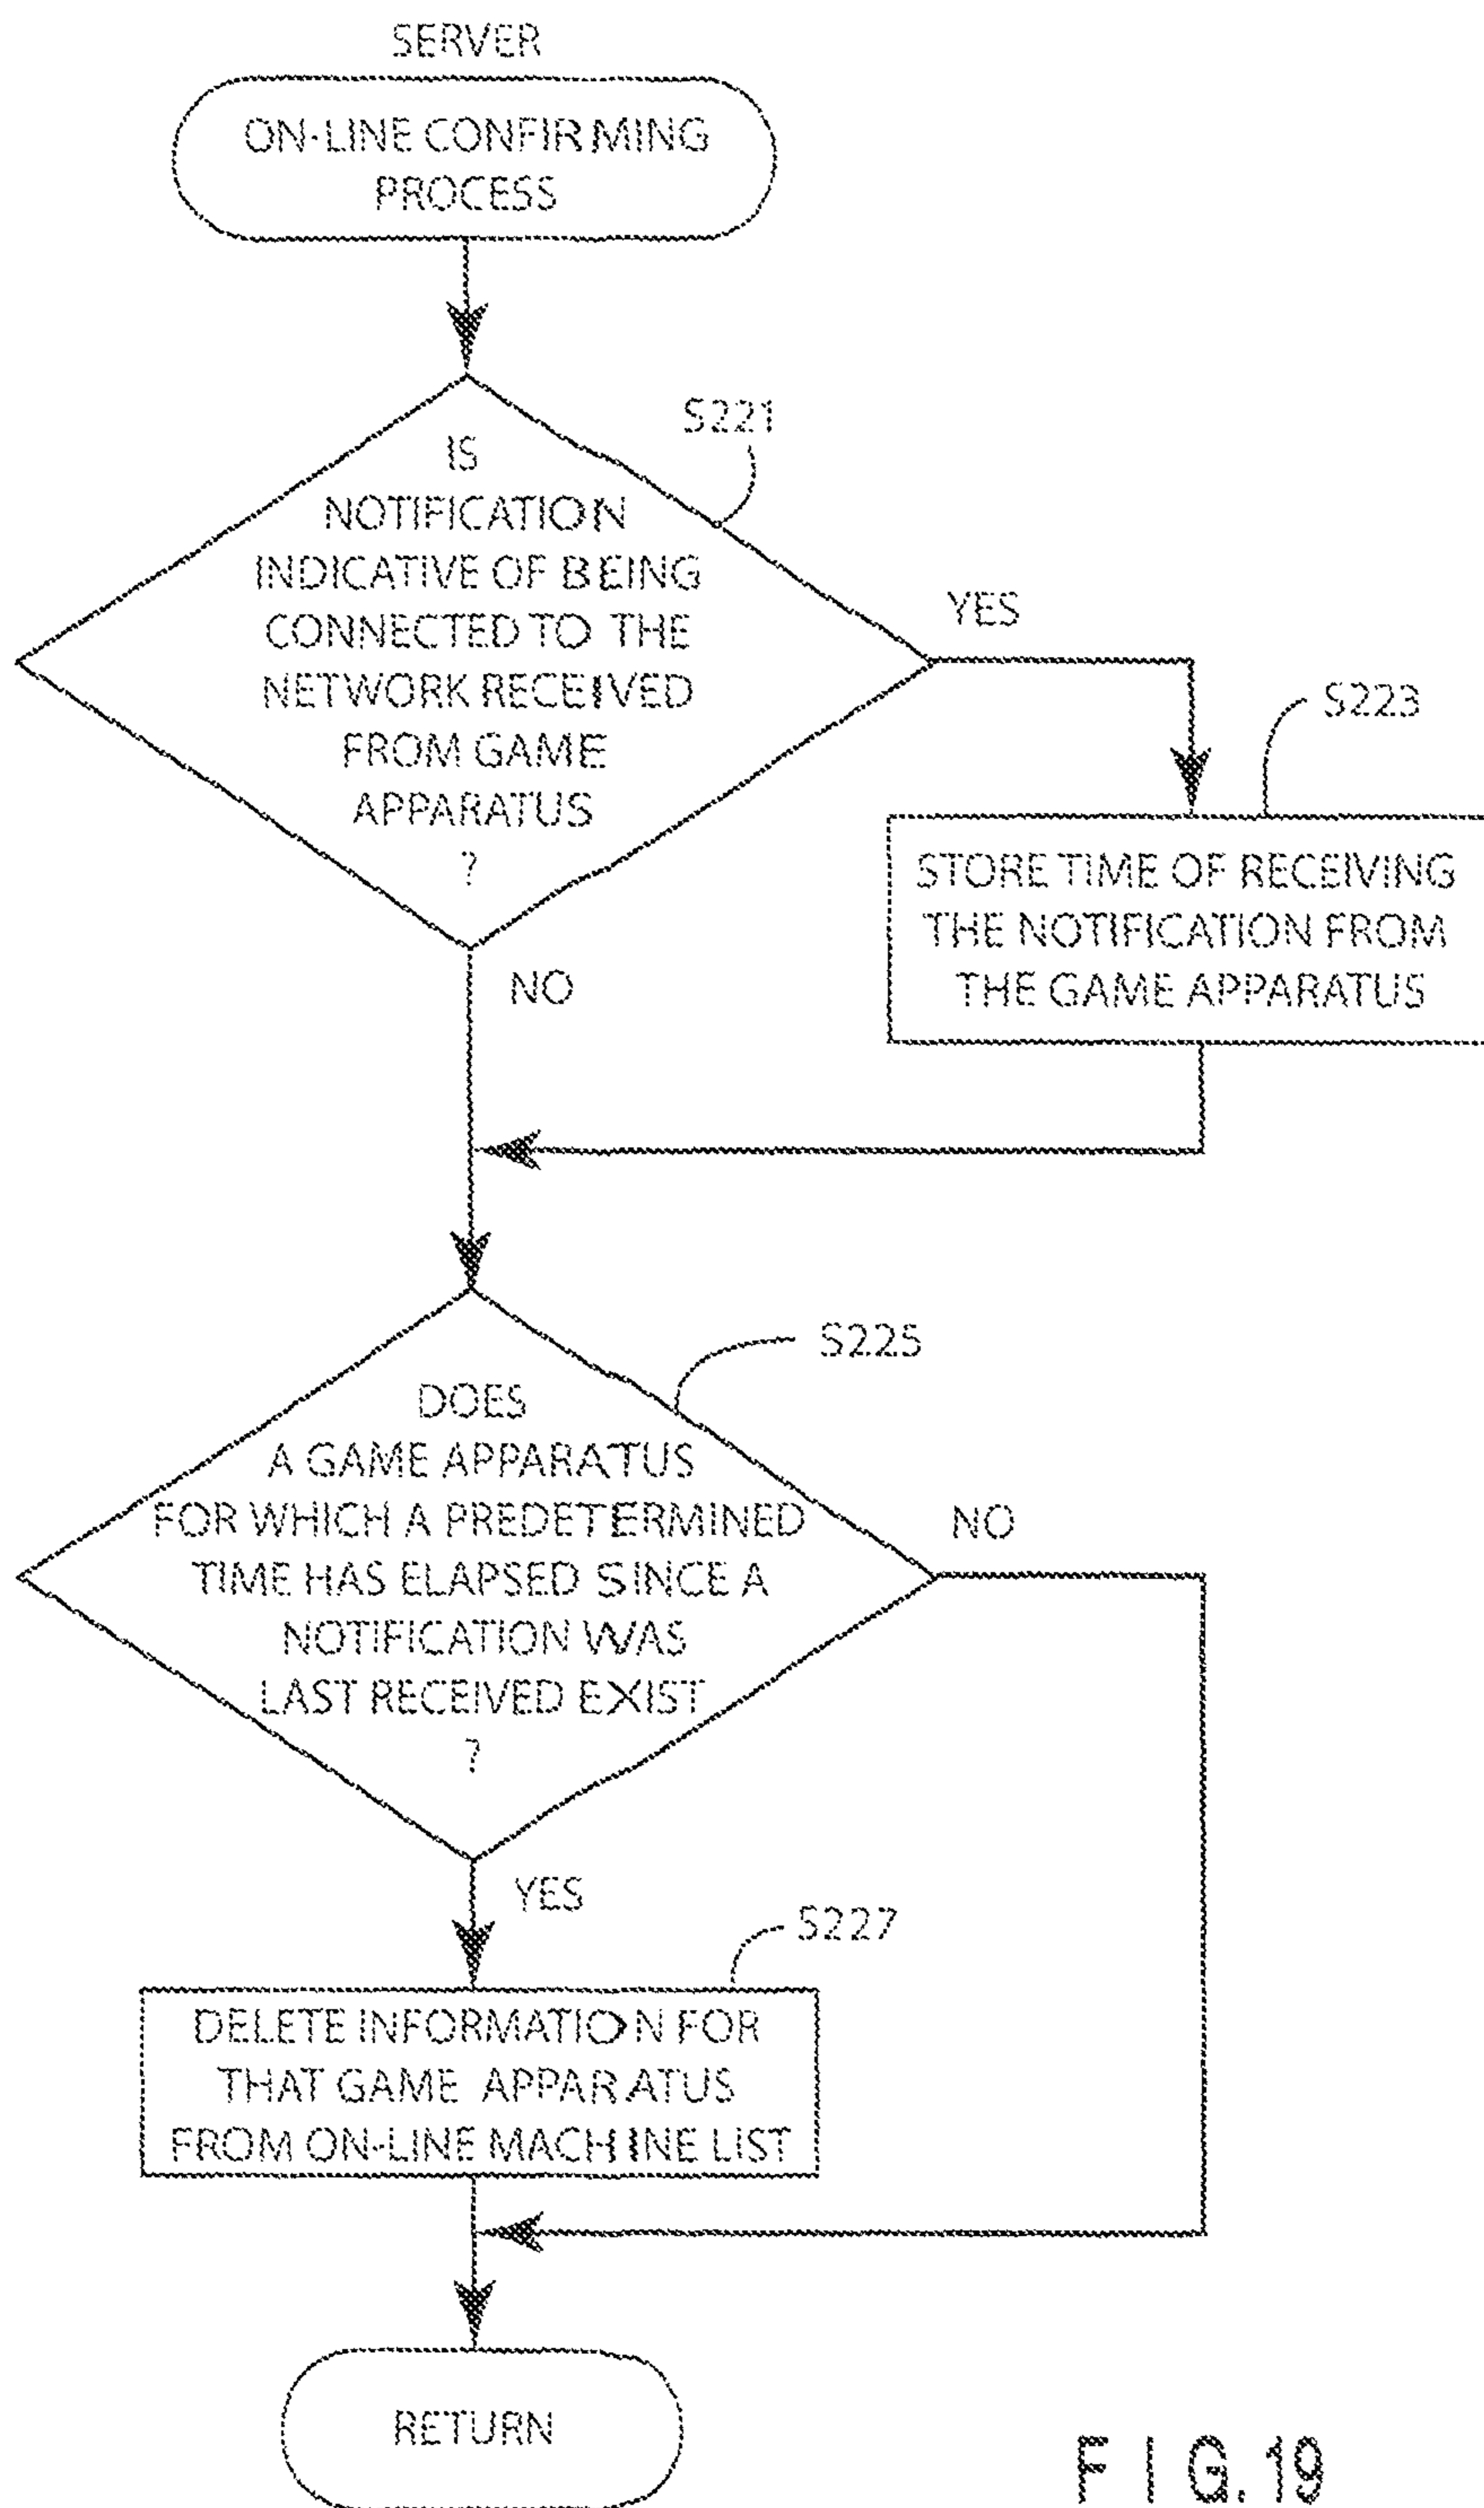 SERVER
ON-LINE CONFIRMING
PROCESS
S221
IS
NOTIFICATION
INDICATIVE OF BEING
CONNECTED TO THE
NETWORK RECEIVED
FROM GAME
APPARATUS
?
YES
S223
STORE TIME OF RECEIVING
THE NOTIFICATION FROM
THE GAME APPARATUS
NO
S225
DOES
A GAME APPARATUS
FOR WHICH A PREDETERMINED
TIME HAS ELAPSED SINCE A
NOTIFICATION WAS
LAST RECEIVED EXIST
?
NO
YES
S227
DELETE INFORMATION FOR
THAT GAME APPARATUS
FROM ON-LINE MACHINE LIST
RETURN
FIG. 19